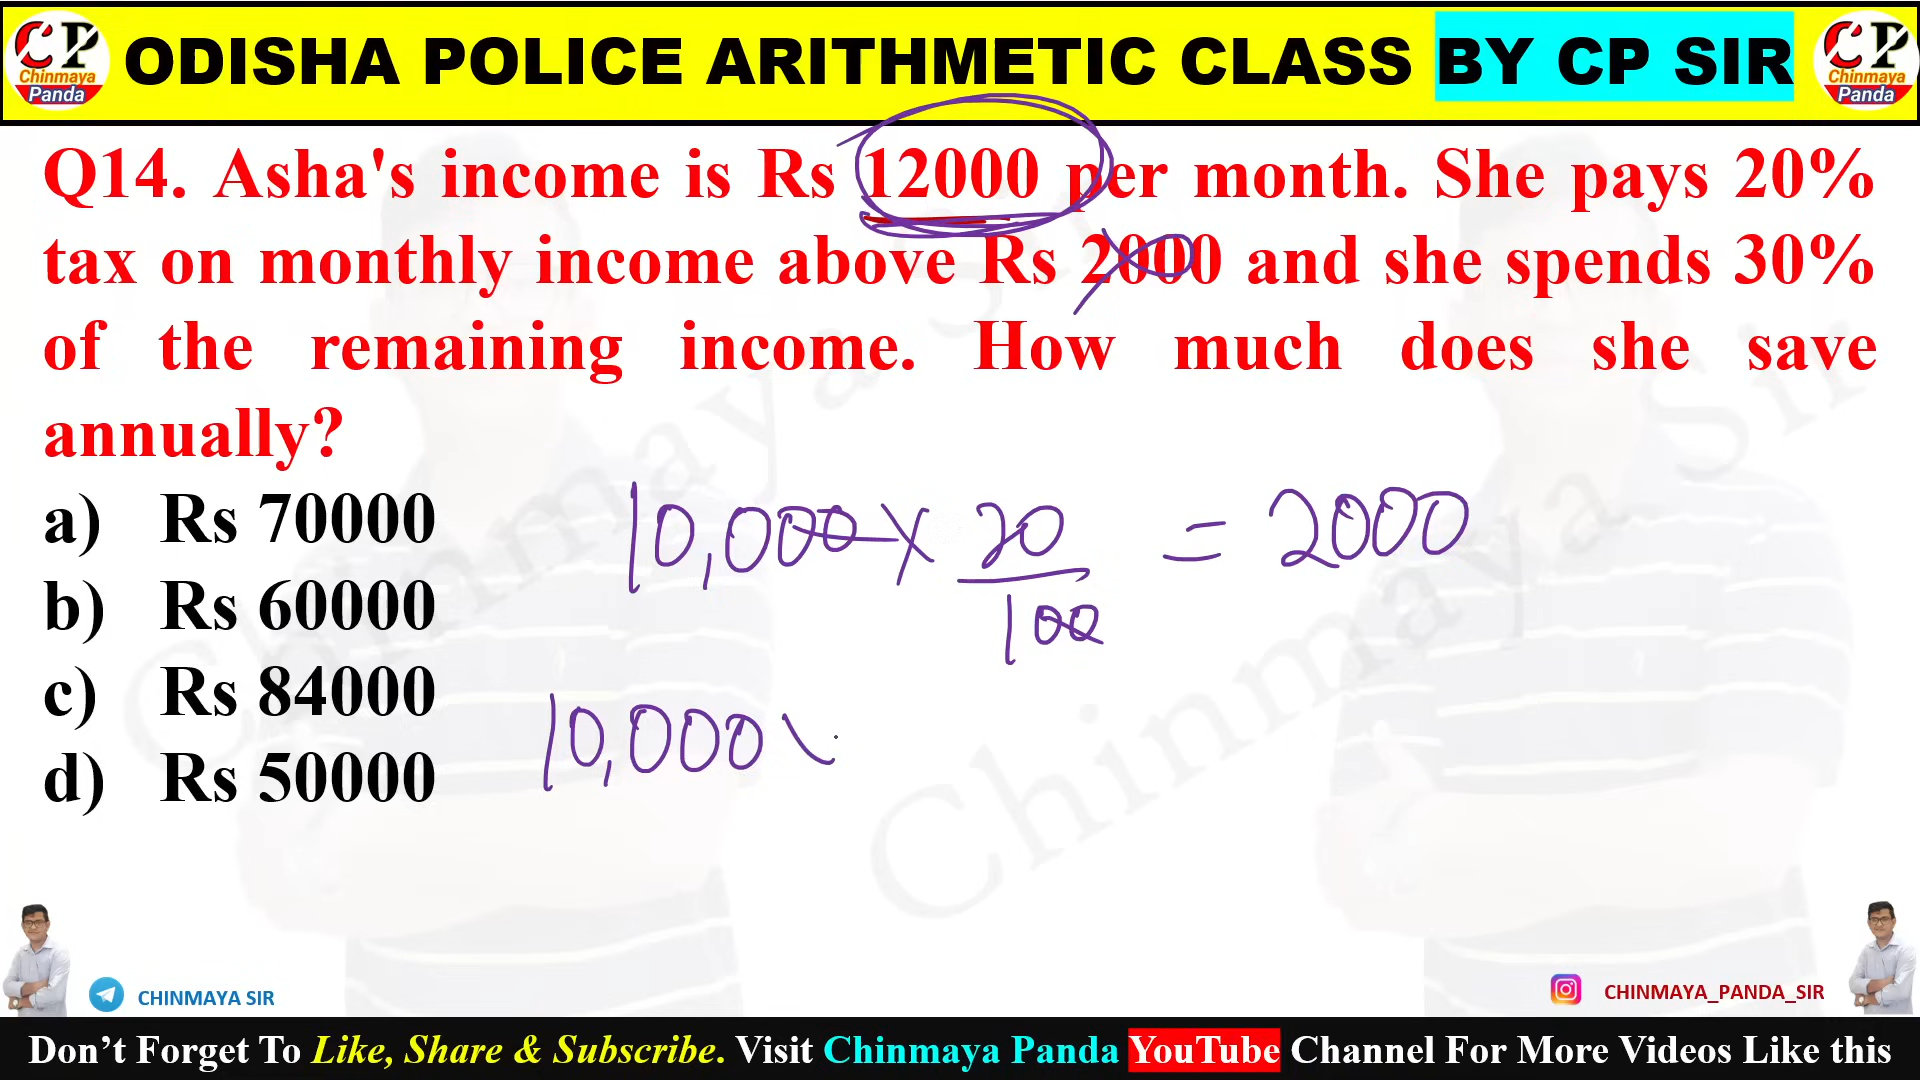 CP Chinmaya Panda
ODISHA POLICE ARITHMETIC CLASS BY CP SIR
CP Chinmaya Panda
Q14. Asha's income is Rs 12000 per month. She pays 20%
tax on monthly income above Rs 2000 and she spends 30%
of the remaining income. How much does she save
annually?
a) Rs 70000
b) Rs 60000
c) Rs 84000
d) Rs 50000
10,000 × 20/100 = 2000
10,000
Chinmaya Sir
Chinmaya Sir
CHINMAYA SIR
CHINMAYA_PANDA_SIR
Don’t Forget To Like, Share & Subscribe. Visit Chinmaya Panda YouTube Channel For More Videos Like this